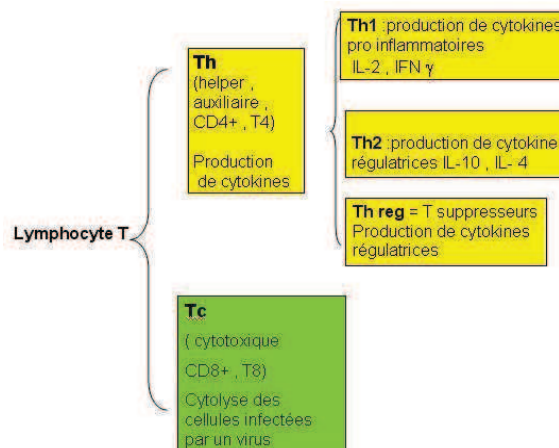 Lymphocyte T
Th
(helper ,
auxiliaire ,
CD4+ , T4)
Production
de cytokines
Th1 :production de cytokines
pro inflammatoires
IL-2 , IFN γ
Th2 :production de cytokine
régulatrices IL-10 , IL- 4
Th reg = T suppresseurs
Production de cytokines
régulatrices
Tc
( cytotoxique
CD8+ , T8)
Cytolyse des
cellules infectées
par un virus